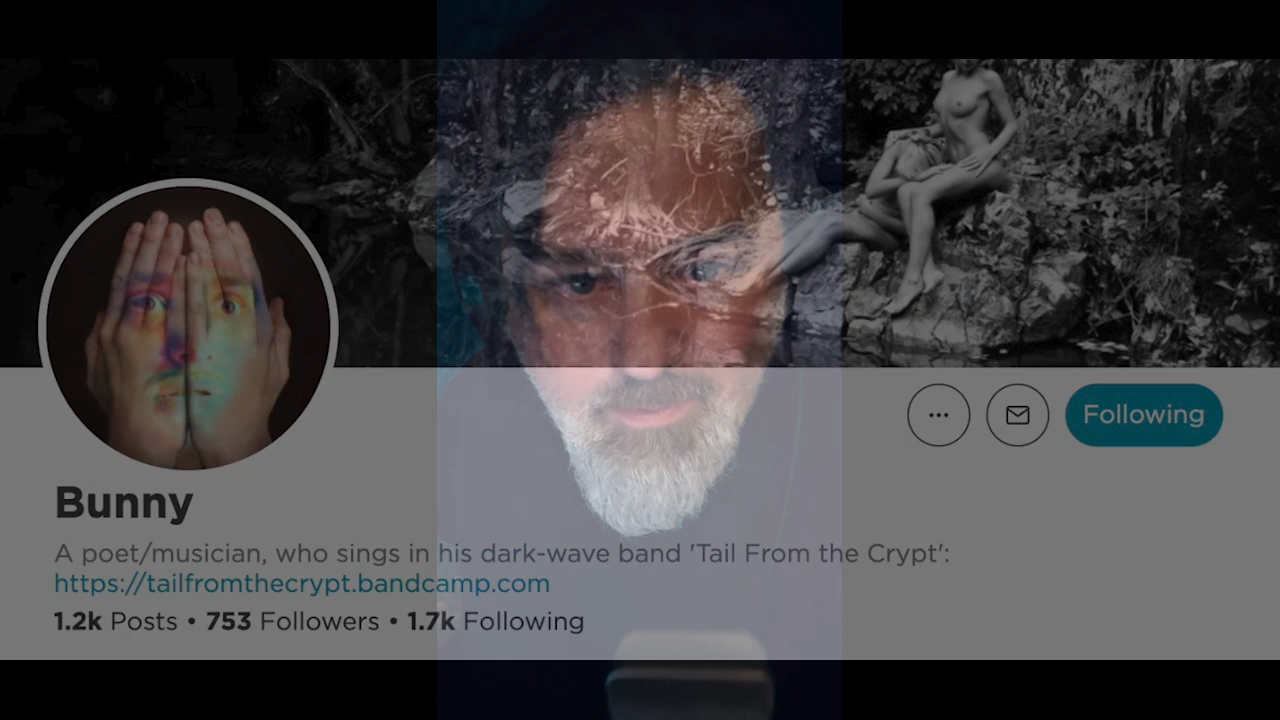 Following
Bunny
A poet/musician, who sings in his dark-wave band 'Tail From the Crypt':
https://tailfromthecrypt.bandcamp.com
1.2k Posts • 753 Followers • 1.7k Following